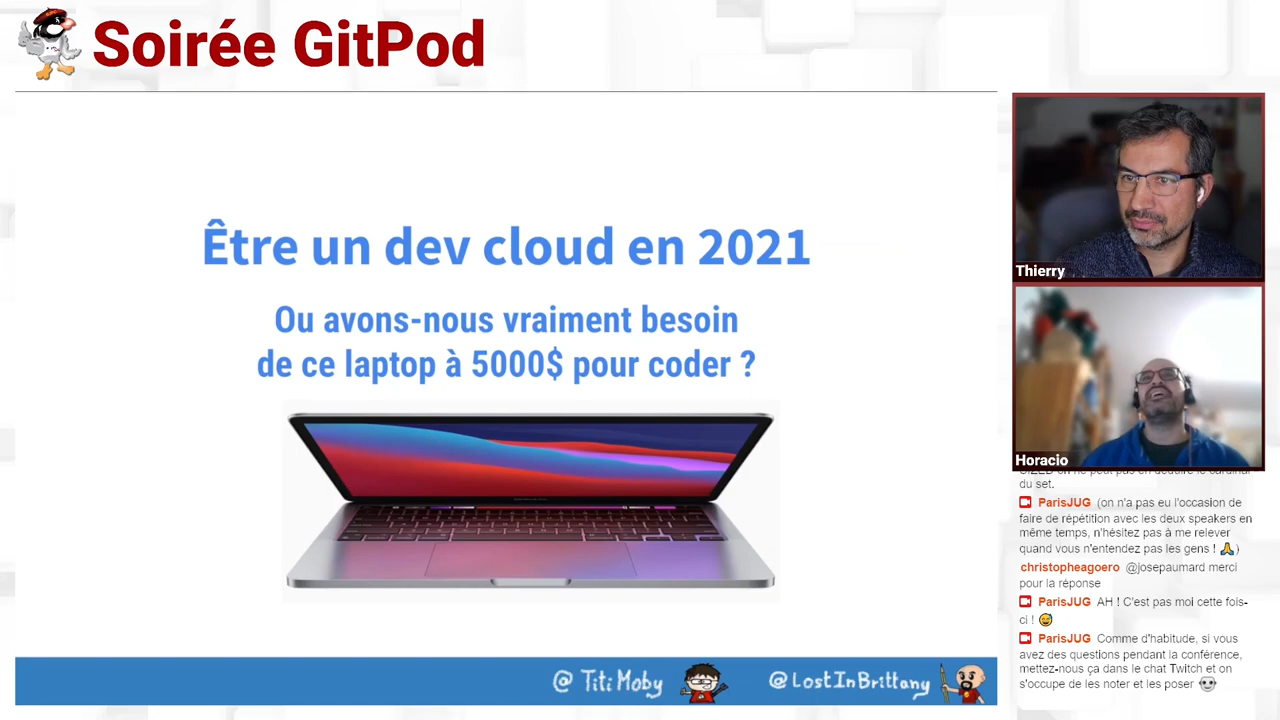 Soirée GitPod
Être un dev cloud en 2021
Ou avons-nous vraiment besoin
de ce laptop à 5000$ pour coder ?
@ TitiMoby
@LostInBrittany
Thierry
Horacio
du set.
ParisJUG (on n'a pas eu l'occasion de
faire de répétition avec les deux speakers en
même temps, n'hésitez pas à me relever
quand vous n'entendez pas les gens ! 🙏)
christopheagoero @josepaumard merci
pour la réponse
ParisJUG AH ! C'est pas moi cette fois-
ci ! 😅
ParisJUG Comme d'habitude, si vous
avez des questions pendant la conférence,
mettez-nous ça dans le chat Twitch et on
s'occupe de les noter et les poser